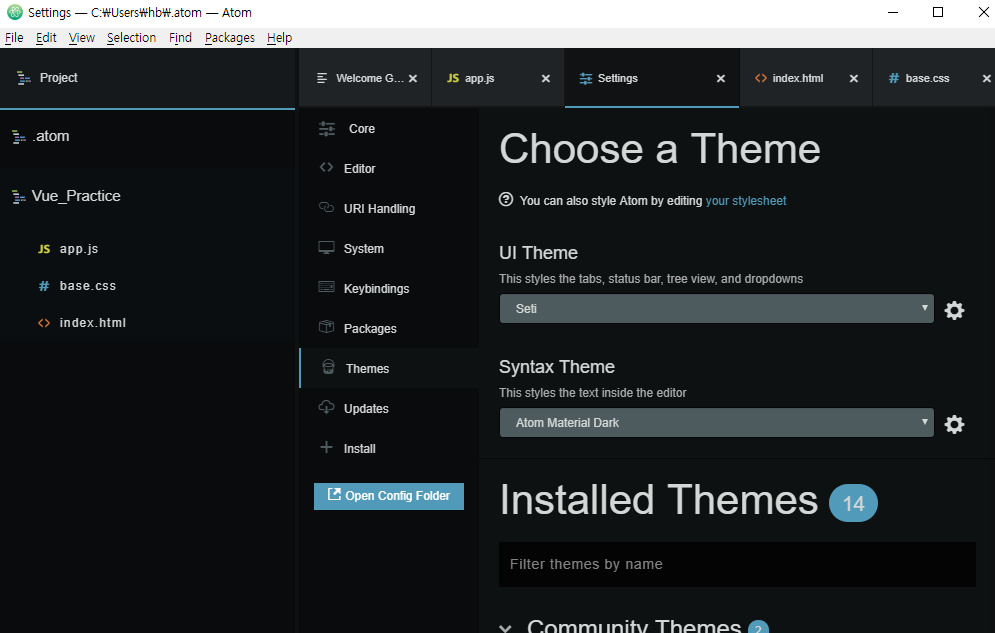 Settings — C:₩Users₩hb₩.atom — Atom
File Edit View Selection Find Packages Help
Project
Welcome G...
JS app.js
Settings
<> index.html
# base.css
.atom
Vue_Practice
JS app.js
# base.css
<> index.html
Core
Editor
URI Handling
System
Keybindings
Packages
Themes
Updates
Install
Open Config Folder
Choose a Theme
You can also style Atom by editing your stylesheet
UI Theme
This styles the tabs, status bar, tree view, and dropdowns
Seti
Syntax Theme
This styles the text inside the editor
Atom Material Dark
Installed Themes 14
Filter themes by name
Community Themes 2